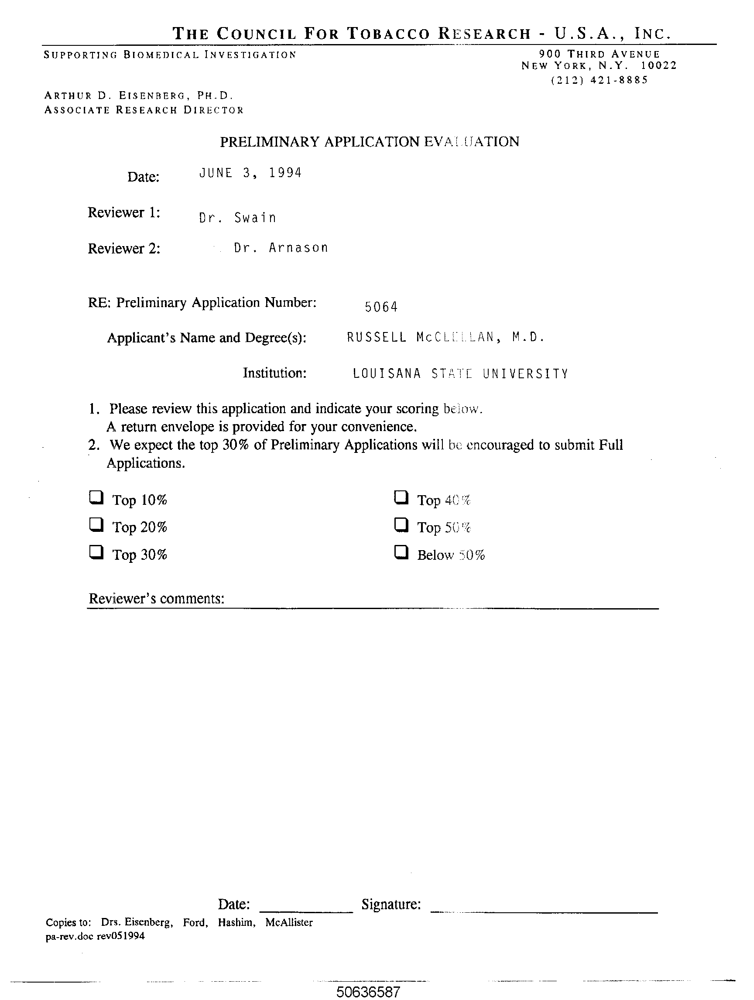 THE COUNCIL FOR TOBACCO RESEARCH - U.S.A., INC.
SUPPORTING BIOMEDICAL INVESTIGATION
900 THIRD AVENUE
NEW YORK, N.Y. 10022
(212) 421-8885
ARTHUR D. EISENBERG, PH.D.
ASSOCIATE RESEARCH DIRECTOR
PRELIMINARY APPLICATION EVALUATION
Date: JUNE 3, 1994
Reviewer 1: Dr. Swain
Reviewer 2: Dr. Arnason
RE: Preliminary Application Number: 5064
Applicant's Name and Degree(s): RUSSELL McCLELLAN, M.D.
Institution: LOUISANA STATE UNIVERSITY
1. Please review this application and indicate your scoring below.
A return envelope is provided for your convenience.
2. We expect the top 30% of Preliminary Applications will be encouraged to submit Full
Applications.
Top 10% Top 40%
Top 20% Top 50%
Top 30% Below 50%
Reviewer's comments:
Date: Signature:
Copies to: Drs. Eisenberg, Ford, Hashim, McAllister
pa-rev.doc rev051994
50636587